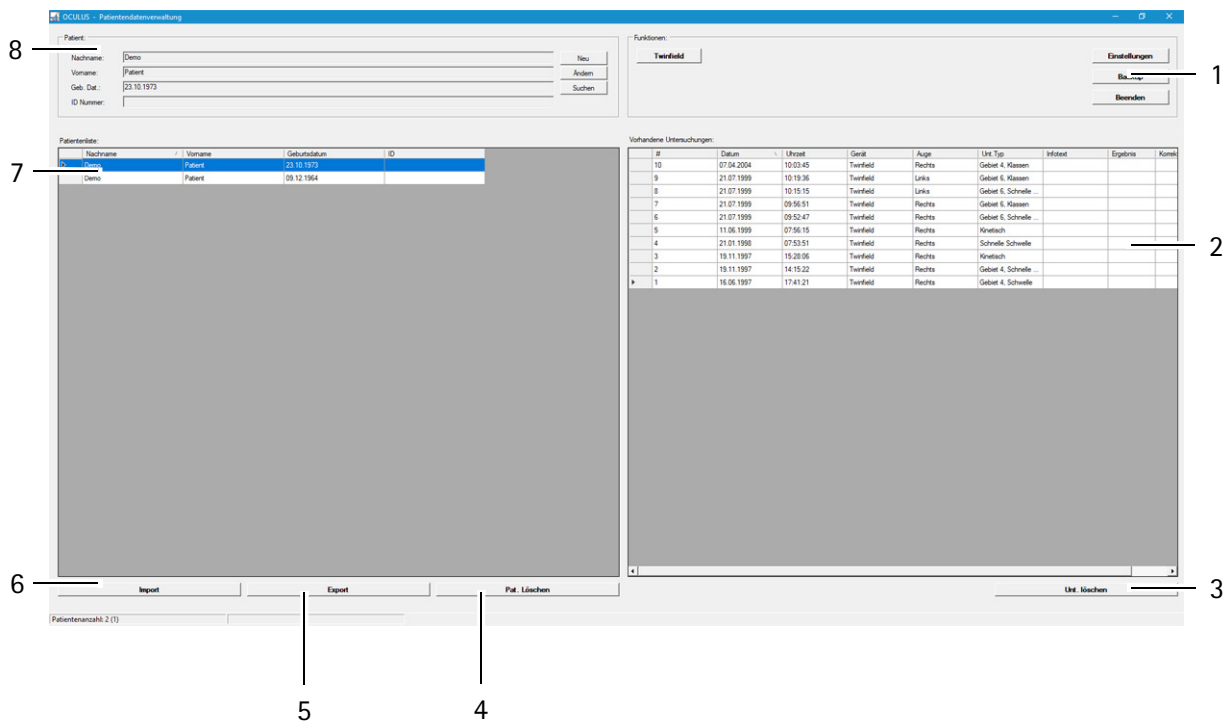 OCULUS - Patientendatenverwaltung
Patient:
Nachname: Demo Neu
Vorname: Patient Ändern
Geb. Dat.: 23.10.1973 Suchen
ID Nummer:
Funktionen:
Twinfield Einstellungen
Backup
Beenden
8
1
Patientenliste:
Nachname Vorname Geburtsdatum ID
Demo Patient 23.10.1973
Demo Patient 09.12.1964
7
Vorhandene Untersuchungen:
# Datum Uhrzeit Gerät Auge Unt.Typ Infotext Ergebnis Korrek
10 07.04.2004 10:03:45 Twinfield Rechts Gebiet 4, Klassen
9 21.07.1999 10:19:36 Twinfield Links Gebiet 6, Klassen
8 21.07.1999 10:15:15 Twinfield Links Gebiet 6, Schnelle ...
7 21.07.1999 09:56:51 Twinfield Rechts Gebiet 6, Klassen
6 21.07.1999 09:52:47 Twinfield Rechts Gebiet 6, Schnelle ...
5 11.06.1999 07:56:15 Twinfield Rechts Kinetisch
4 21.01.1998 07:53:51 Twinfield Rechts Schnelle Schwelle
3 19.11.1997 15:28:06 Twinfield Rechts Kinetisch
2 19.11.1997 14:15:22 Twinfield Rechts Gebiet 4, Schnelle ...
1 16.06.1997 17:41:21 Twinfield Rechts Gebiet 4, Schwelle
2
6
Import Export Pat. Löschen Unt. löschen
3
Patientenanzahl: 2 (1)
5
4